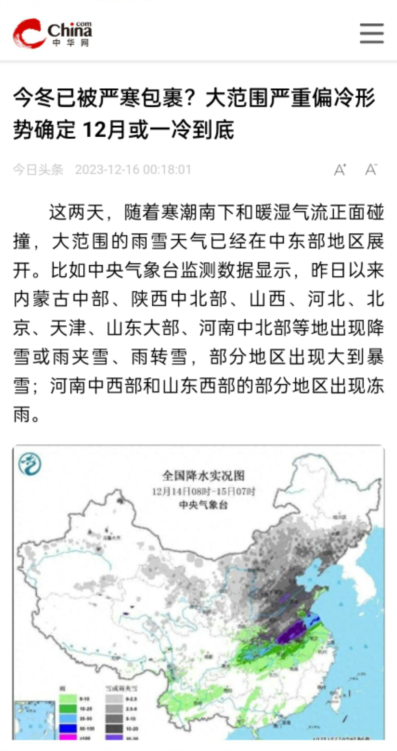 China.com
中华网
今冬已被严寒包裹？大范围严重偏冷形
势确定 12月或一冷到底
今日头条 2023-12-16 00:18:01 A+ A-
这两天，随着寒潮南下和暖湿气流正面碰
撞，大范围的雨雪天气已经在中东部地区展
开。比如中央气象台监测数据显示，昨日以来
内蒙古中部、陕西中北部、山西、河北、北
京、天津、山东大部、河南中北部等地出现降
雪或雨夹雪、雨转雪，部分地区出现大到暴
雪；河南中西部和山东西部的部分地区出现冻
雨。
全国降水实况图
12月14日08时-15日07时
中央气象台